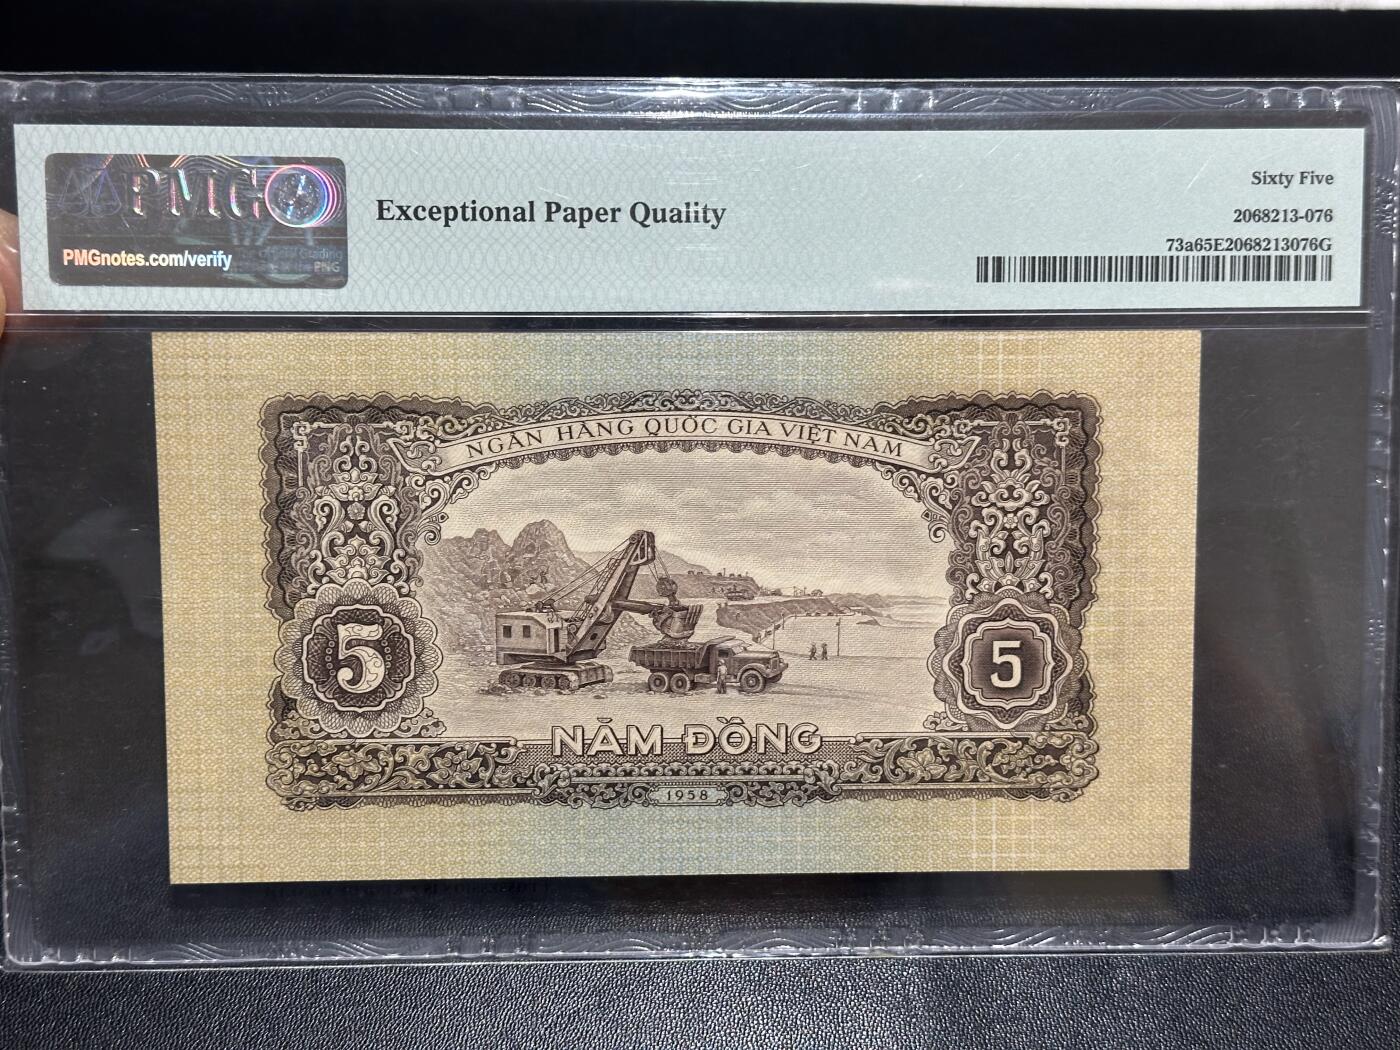 PMG
PMGnotes.com/verify
Exceptional Paper Quality
Sixty Five
2068213-076
73a65E2068213076G
NGÂN HÀNG QUỐC GIA VIỆT NAM
5
5
NĂM ĐỒNG
1958